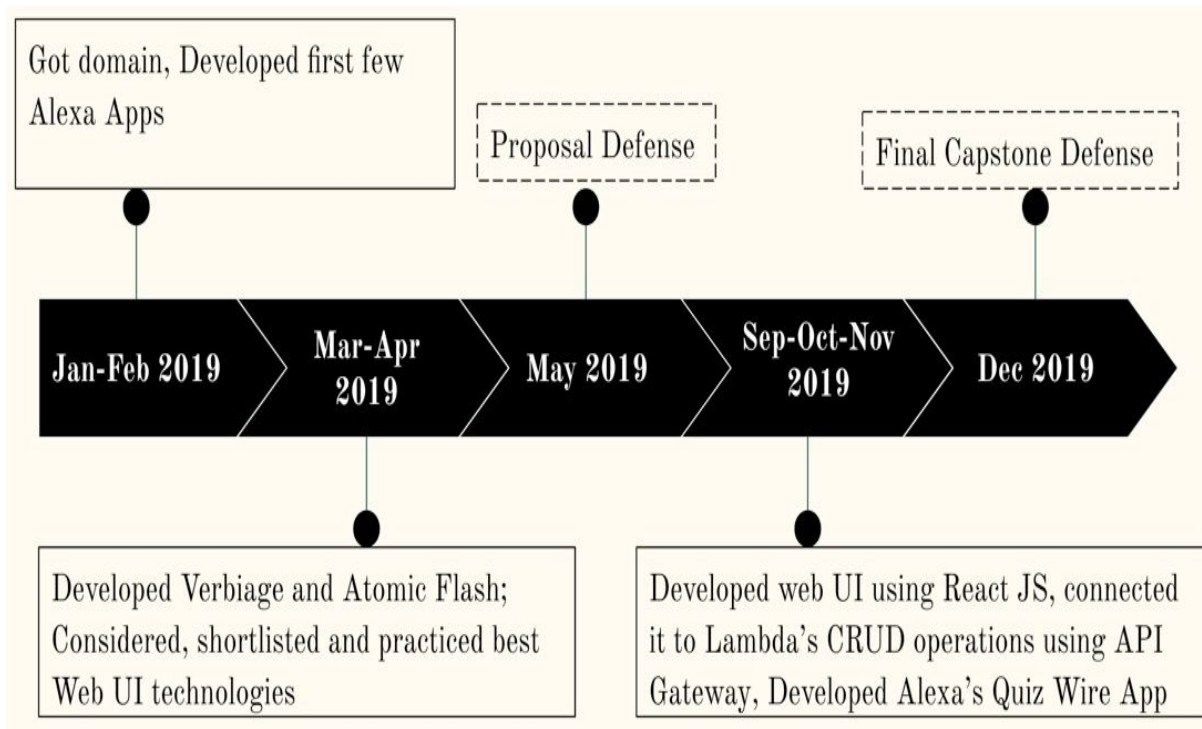 Got domain, Developed first few
Alexa Apps
Proposal Defense
Final Capstone Defense
Jan-Feb 2019
Mar-Apr
2019
May 2019
Sep-Oct-Nov
2019
Dec 2019
Developed Verbiage and Atomic Flash;
Considered, shortlisted and practiced best
Web UI technologies
Developed web UI using React JS, connected
it to Lambda's CRUD operations using API
Gateway, Developed Alexa's Quiz Wire App